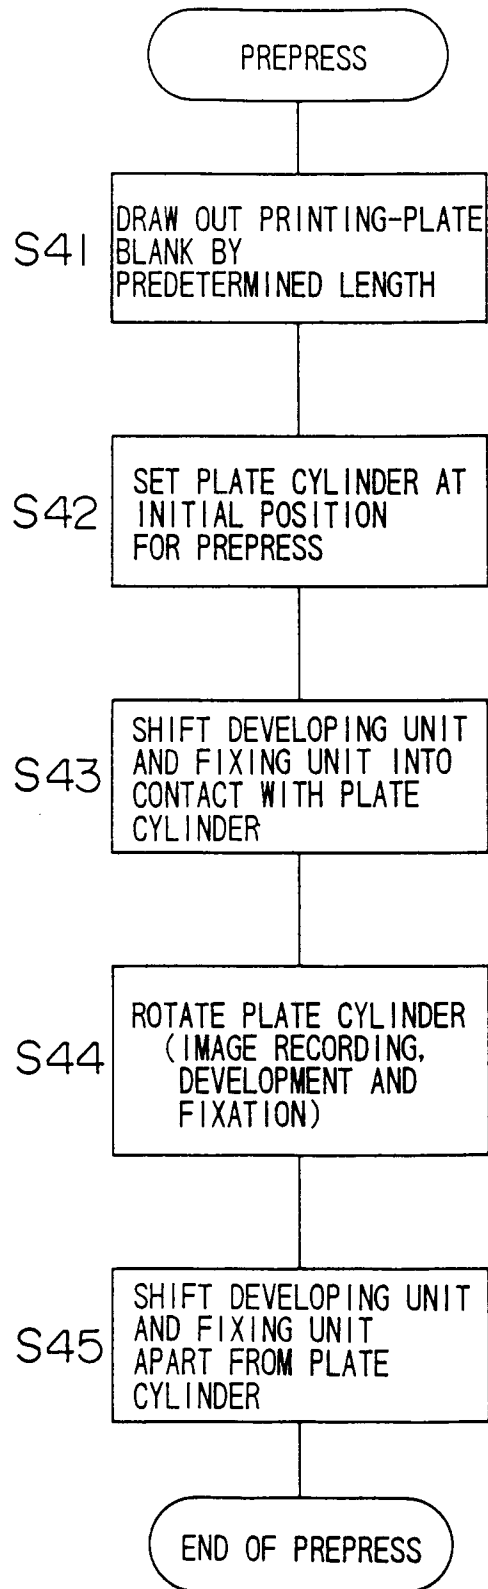 PREPRESS
S41
DRAW OUT PRINTING-PLATE
BLANK BY
PREDETERMINED LENGTH
S42
SET PLATE CYLINDER AT
INITIAL POSITION
FOR PREPRESS
S43
SHIFT DEVELOPING UNIT
AND FIXING UNIT INTO
CONTACT WITH PLATE
CYLINDER
S44
ROTATE PLATE CYLINDER
(IMAGE RECORDING,
DEVELOPMENT AND
FIXATION)
S45
SHIFT DEVELOPING UNIT
AND FIXING UNIT
APART FROM PLATE
CYLINDER
END OF PREPRESS